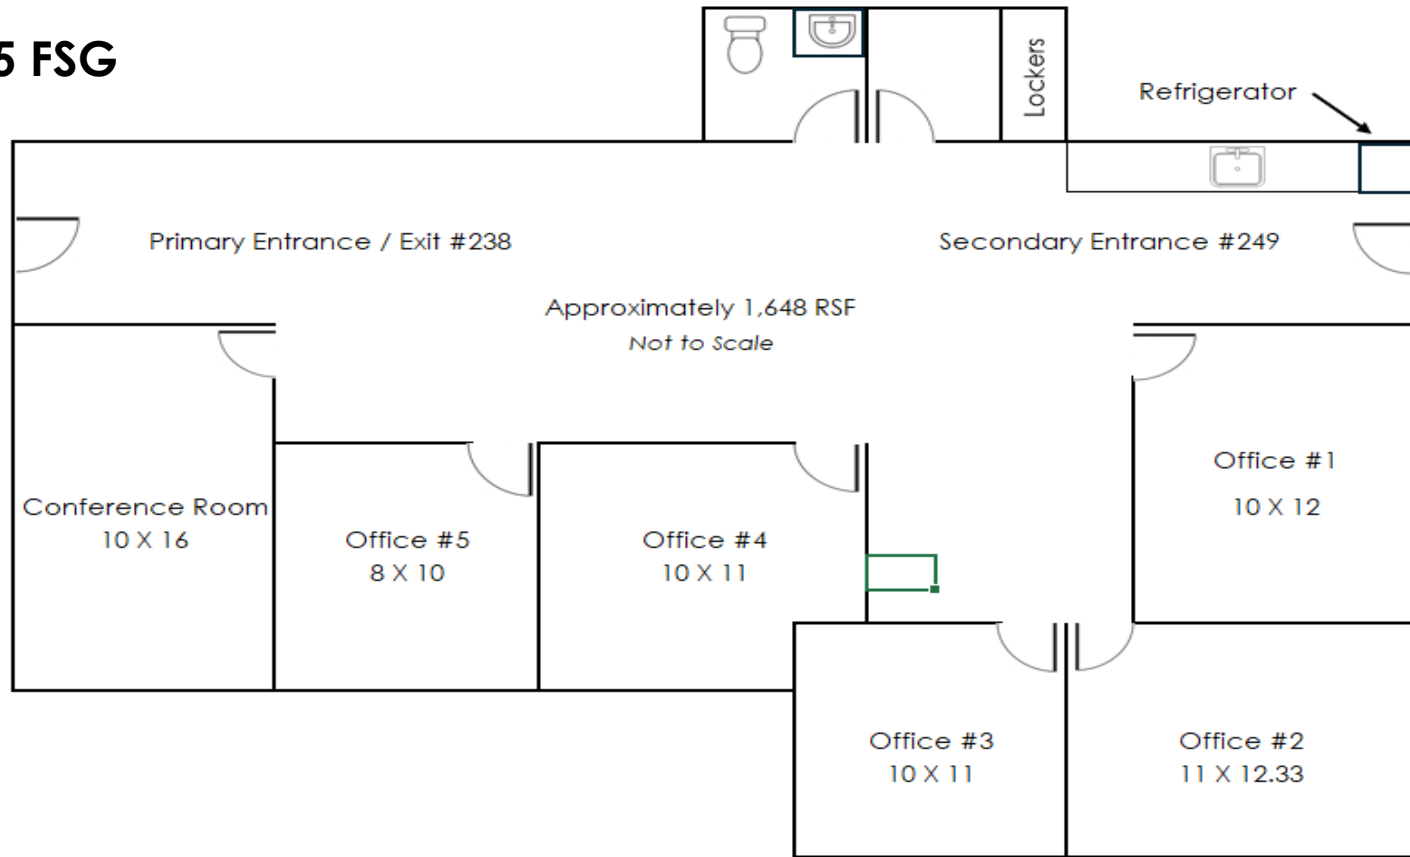 5 FSG
Lockers
Refrigerator
Primary Entrance / Exit #238
Secondary Entrance #249
Approximately 1,648 RSF
Not to Scale
Conference Room
10 X 16
Office #5
8 X 10
Office #4
10 X 11
Office #1
10 X 12
Office #3
10 X 11
Office #2
11 X 12.33